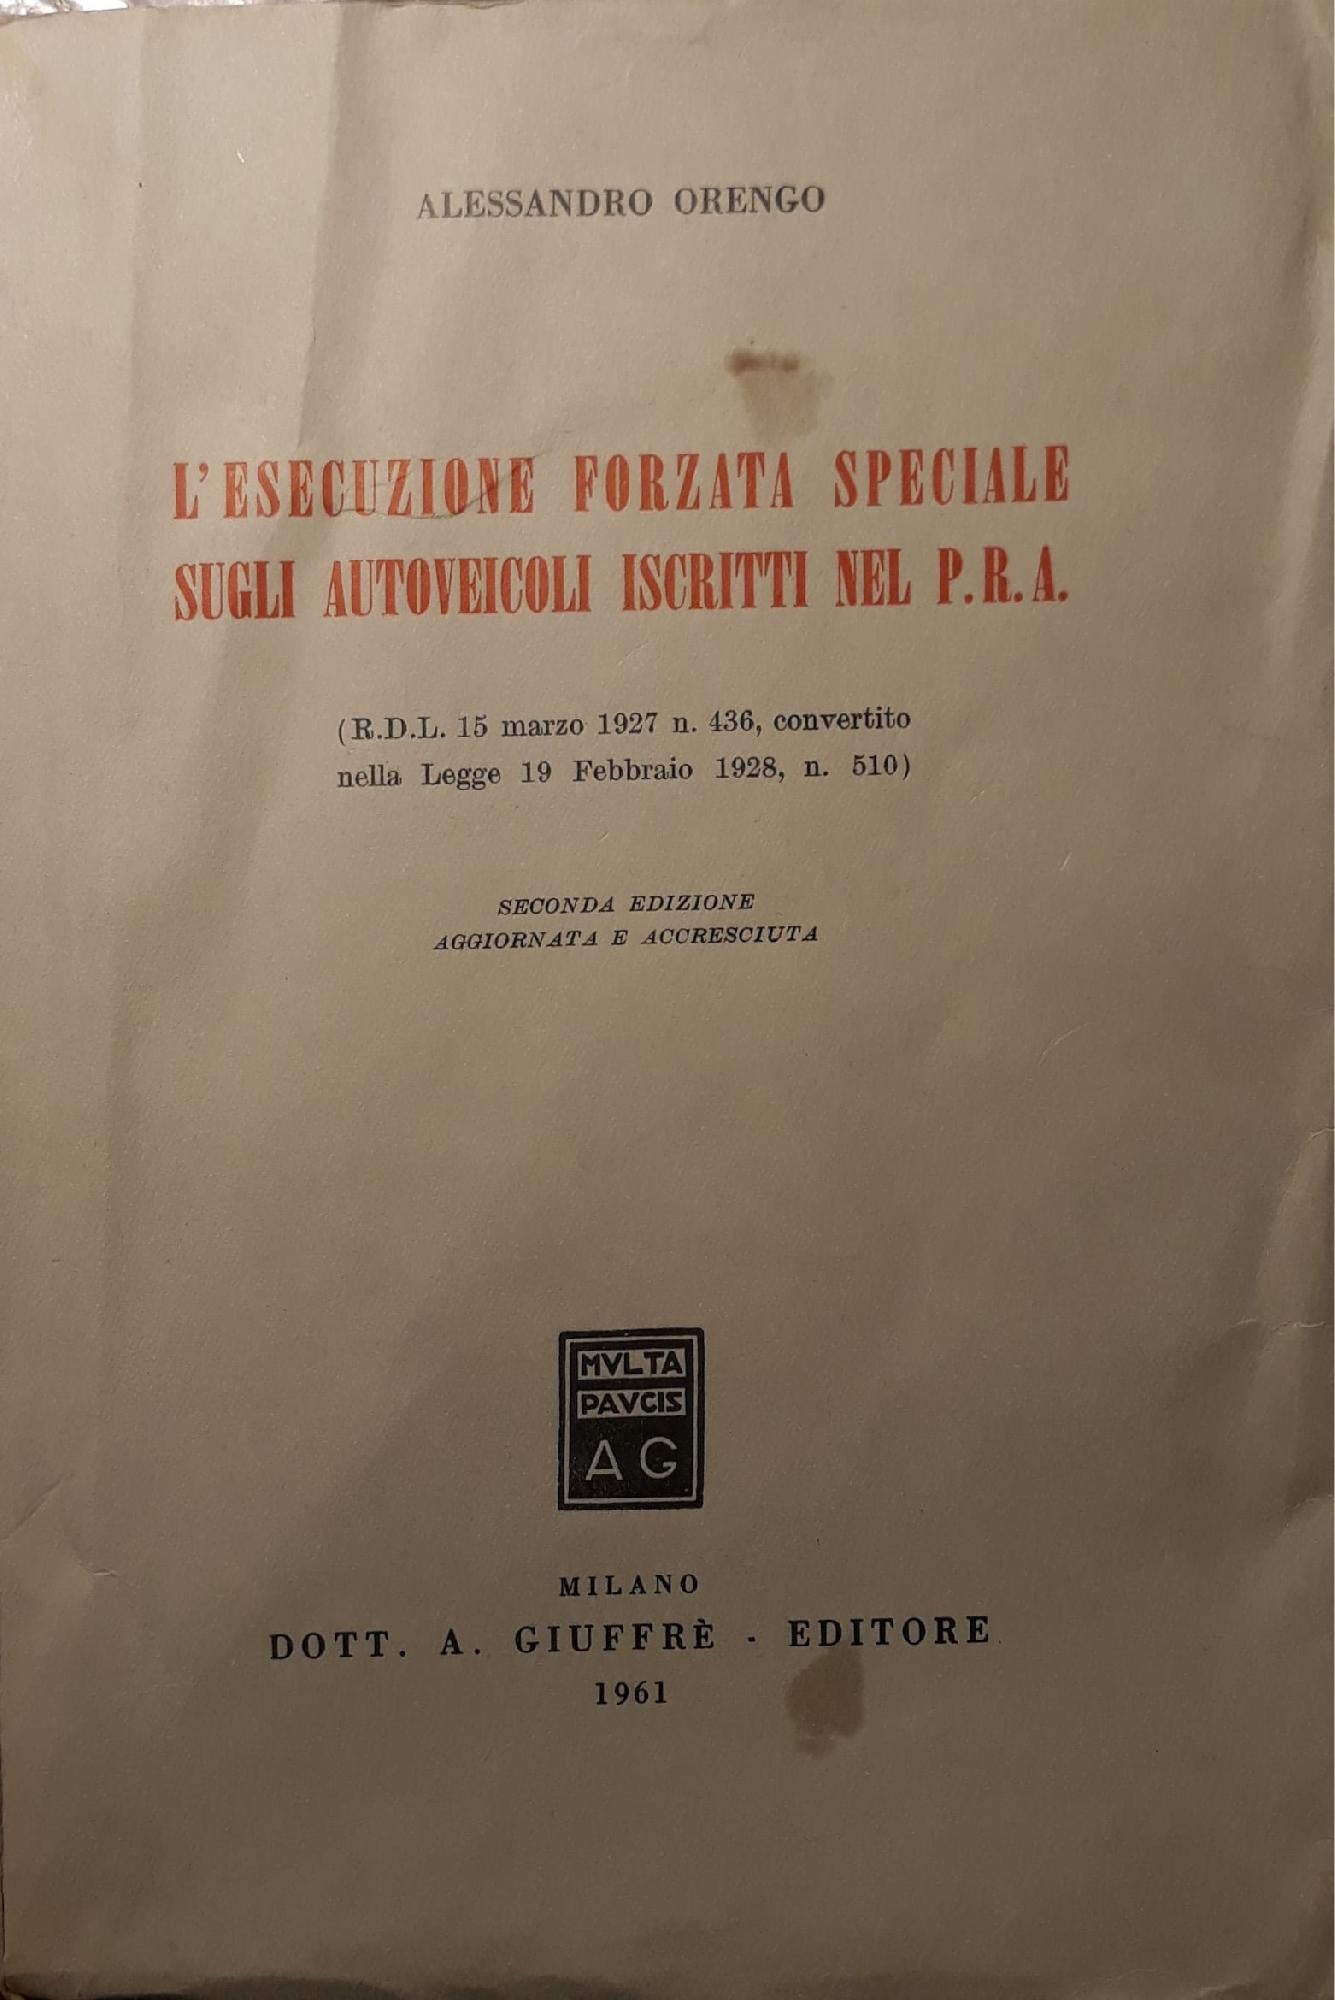 ALESSANDRO ORENGO
L'ESECUZIONE FORZATA SPECIALE
SUGLI AUTOVEICOLI ISCRITTI NEL P.R.A.
(R.D.L. 15 marzo 1927 n. 436, convertito
nella Legge 19 Febbraio 1928, n. 510)
SECONDA EDIZIONE
AGGIORNATA E ACCRESCIUTA
MVLTA
PAVCIS
A G
MILANO
DOTT. A. GIUFFRÈ - EDITORE
1961